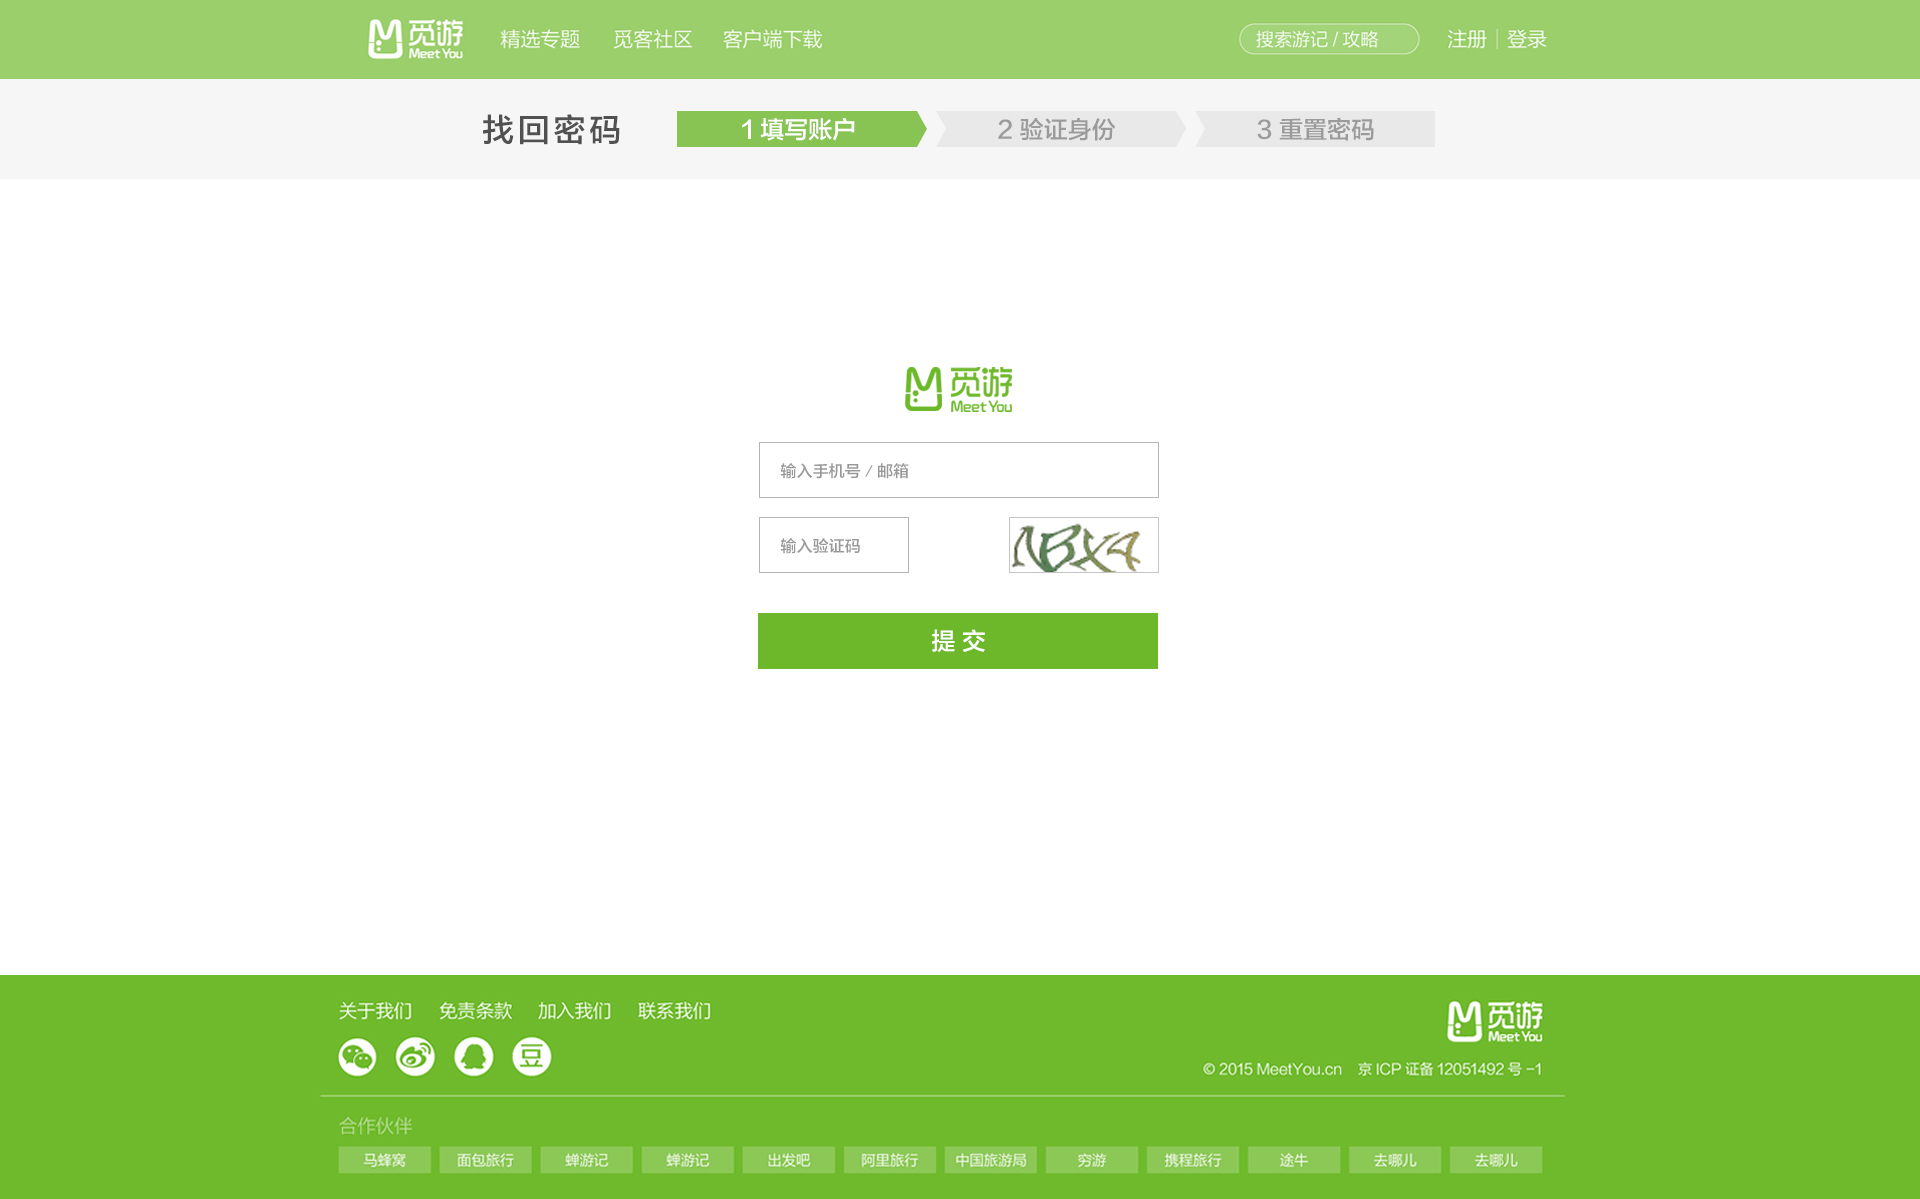 觅游
Meet You
精选专题 觅客社区 客户端下载
搜索游记 / 攻略
注册 | 登录
找回密码
1 填写账户
2 验证身份
3 重置密码
觅游
Meet You
输入手机号 / 邮箱
输入验证码
NBX4
提 交
关于我们 免责条款 加入我们 联系我们
豆
觅游
Meet You
© 2015 MeetYou.cn 京 ICP 证备 12051492 号 -1
合作伙伴
马蜂窝 面包旅行 蝉游记 蝉游记 出发吧 阿里旅行 中国旅游局 穷游 携程旅行 途牛 去哪儿 去哪儿